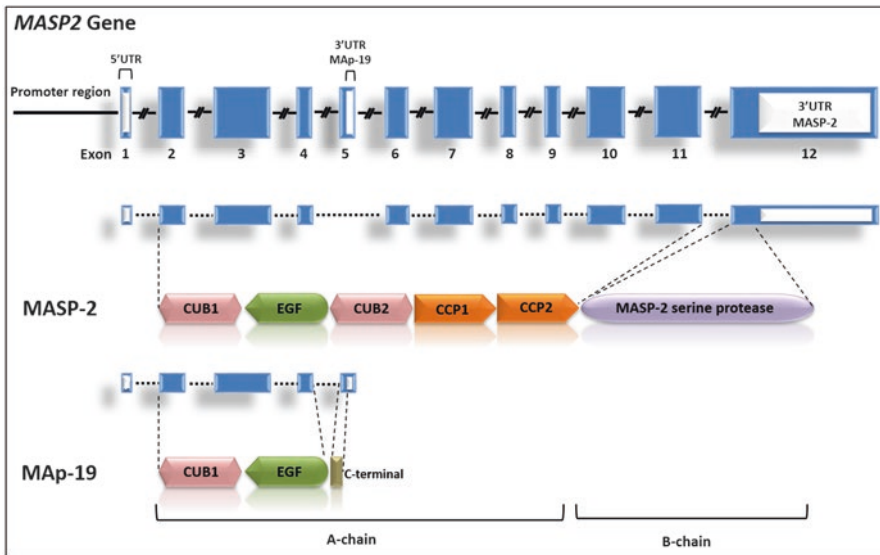 MASP2 Gene
5'UTR
3'UTR
MAp-19
Promoter region
3'UTR
MASP-2
Exon 1 2 3 4 5 6 7 8 9 10 11 12
MASP-2
CUB1 EGF CUB2 CCP1 CCP2 MASP-2 serine protease
MAp-19
CUB1 EGF C-terminal
A-chain B-chain